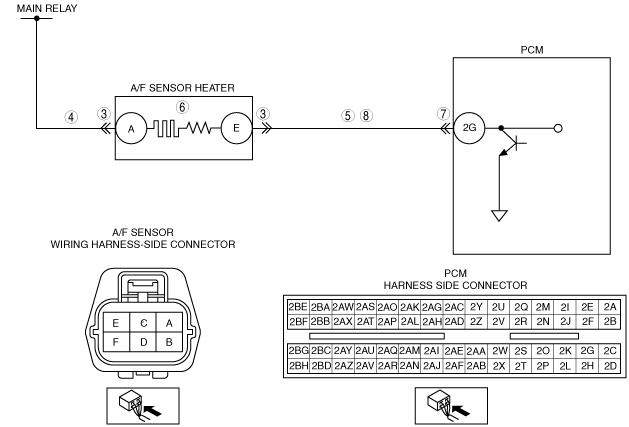 MAIN RELAY
PCM
A/F SENSOR HEATER
④ ③ ⑥ ③ ⑤ ⑧ ⑦
A E 2G
A/F SENSOR
WIRING HARNESS-SIDE CONNECTOR
E C A
F D B
PCM
HARNESS SIDE CONNECTOR
2BE 2BA 2AW 2AS 2AO 2AK 2AG 2AC 2Y 2U 2Q 2M 2I 2E 2A
2BF 2BB 2AX 2AT 2AP 2AL 2AH 2AD 2Z 2V 2R 2N 2J 2F 2B
2BG 2BC 2AY 2AU 2AQ 2AM 2AI 2AE 2AA 2W 2S 2O 2K 2G 2C
2BH 2BD 2AZ 2AV 2AR 2AN 2AJ 2AF 2AB 2X 2T 2P 2L 2H 2D